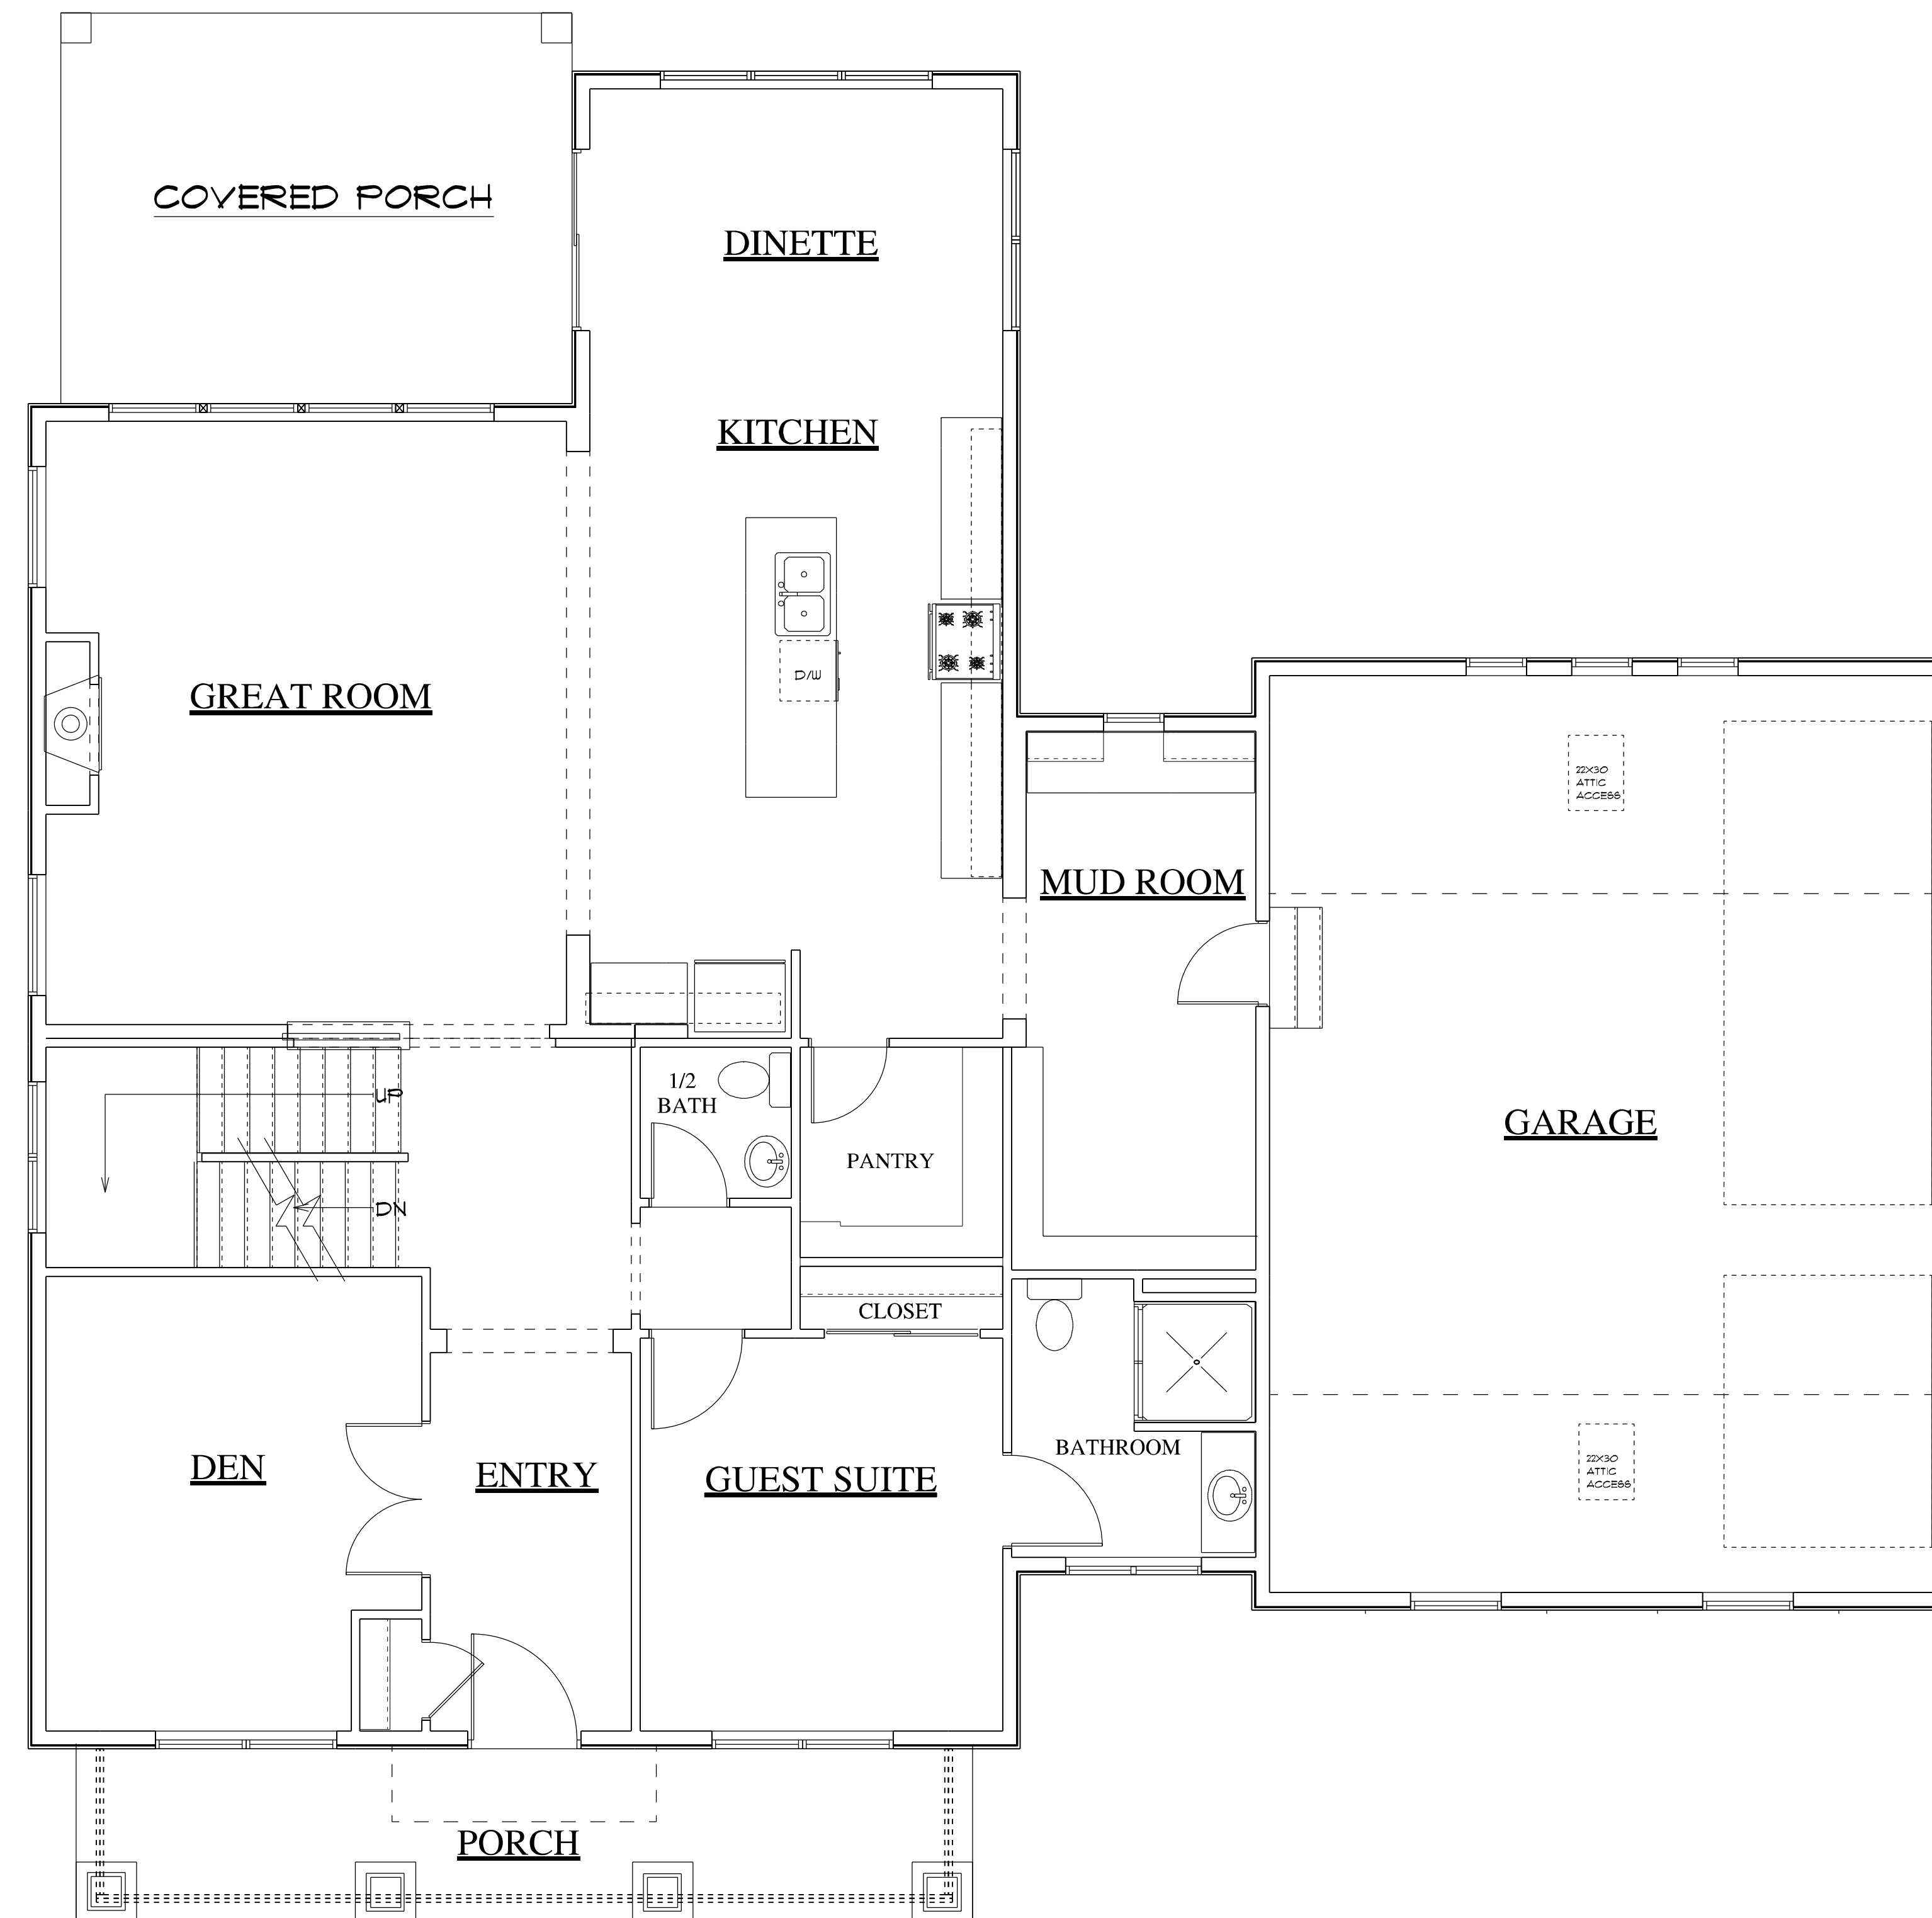 COVERED PORCH
DINETTE
KITCHEN
D/W
GREAT ROOM
22X30
ATTIC
ACCESS
MUD ROOM
UP
1/2
BATH
GARAGE
PANTRY
DN
CLOSET
BATHROOM
DEN
ENTRY
GUEST SUITE
22X30
ATTIC
ACCESS
PORCH